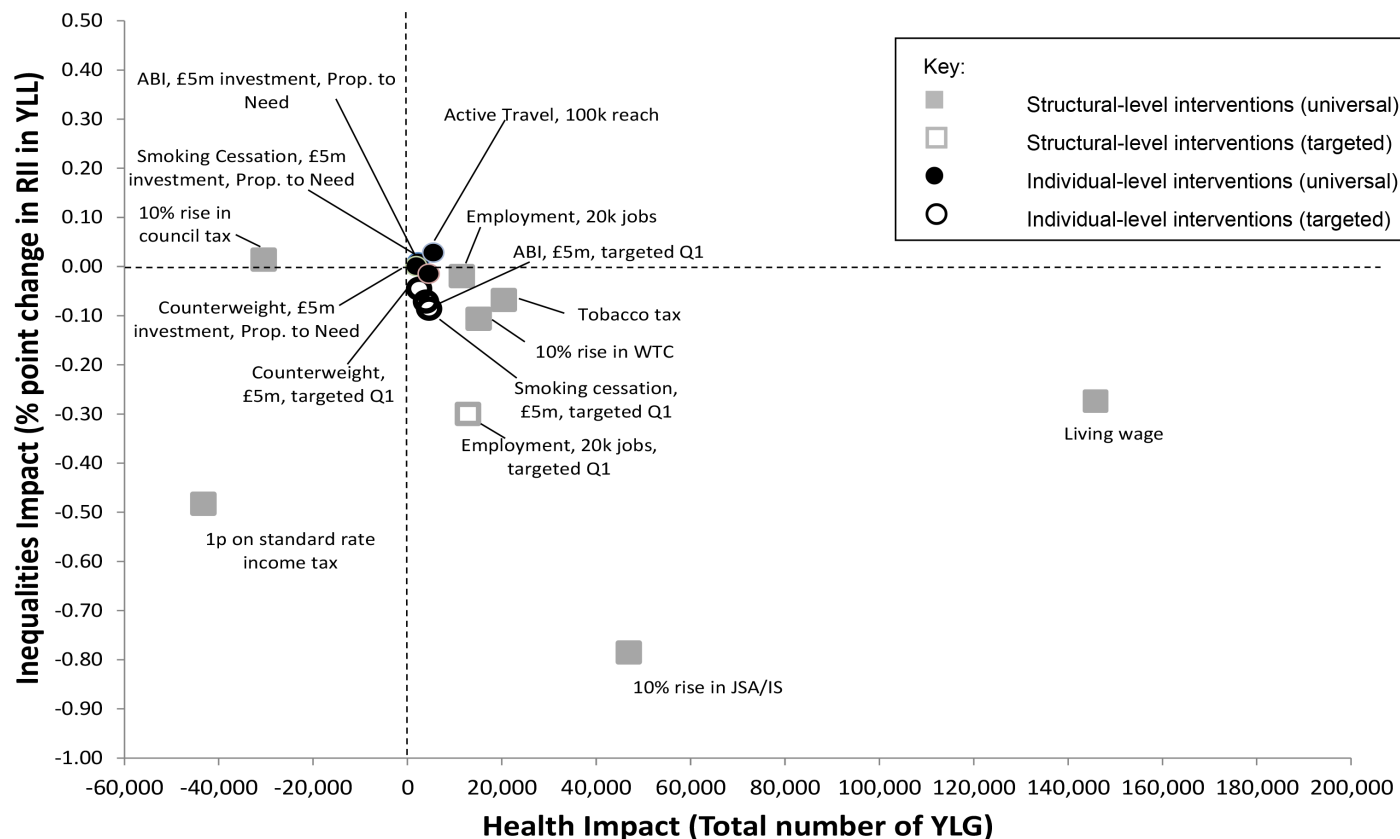 Inequalities Impact (% point change in RII in YLL)
0.50
0.40
0.30
0.20
0.10
0.00
-0.10
-0.20
-0.30
-0.40
-0.50
-0.60
-0.70
-0.80
-0.90
-1.00
ABI, £5m investment, Prop. to
Need
Active Travel, 100k reach
Smoking Cessation, £5m
investment, Prop. to Need
10% rise in
council tax
Employment, 20k jobs
ABI, £5m, targeted Q1
Counterweight, £5m
investment, Prop. to Need
Tobacco tax
10% rise in WTC
Counterweight,
£5m, targeted Q1
Smoking cessation,
£5m, targeted Q1
Living wage
Employment, 20k jobs,
targeted Q1
1p on standard rate
income tax
10% rise in JSA/IS
Key:
Structural-level interventions (universal)
Structural-level interventions (targeted)
Individual-level interventions (universal)
Individual-level interventions (targeted)
-60,000 -40,000 -20,000 0 20,000 40,000 60,000 80,000 100,000 120,000 140,000 160,000 180,000 200,000
Health Impact (Total number of YLG)